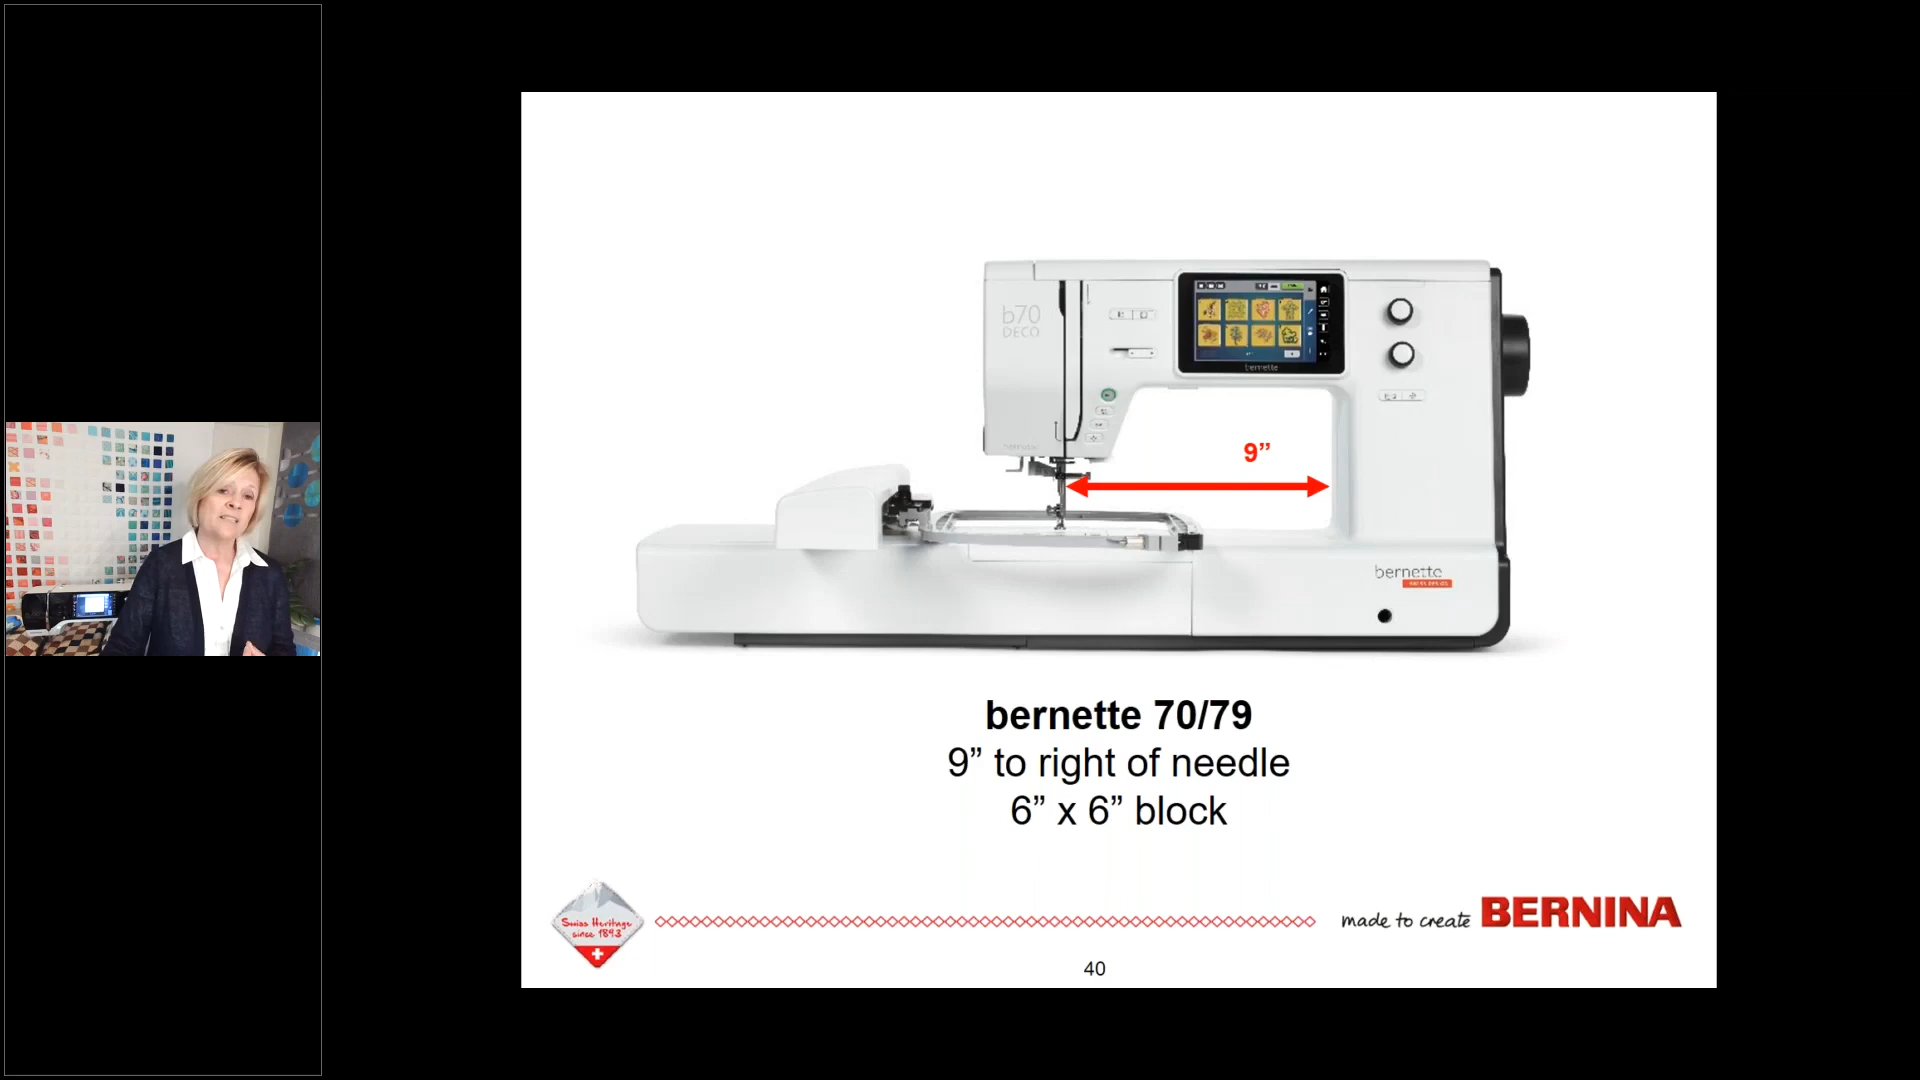 b70
DECO
bernette
9”
bernette
bernette 70/79
9” to right of needle
6” x 6” block
Swiss Heritage
since 1893
made to create BERNINA
40